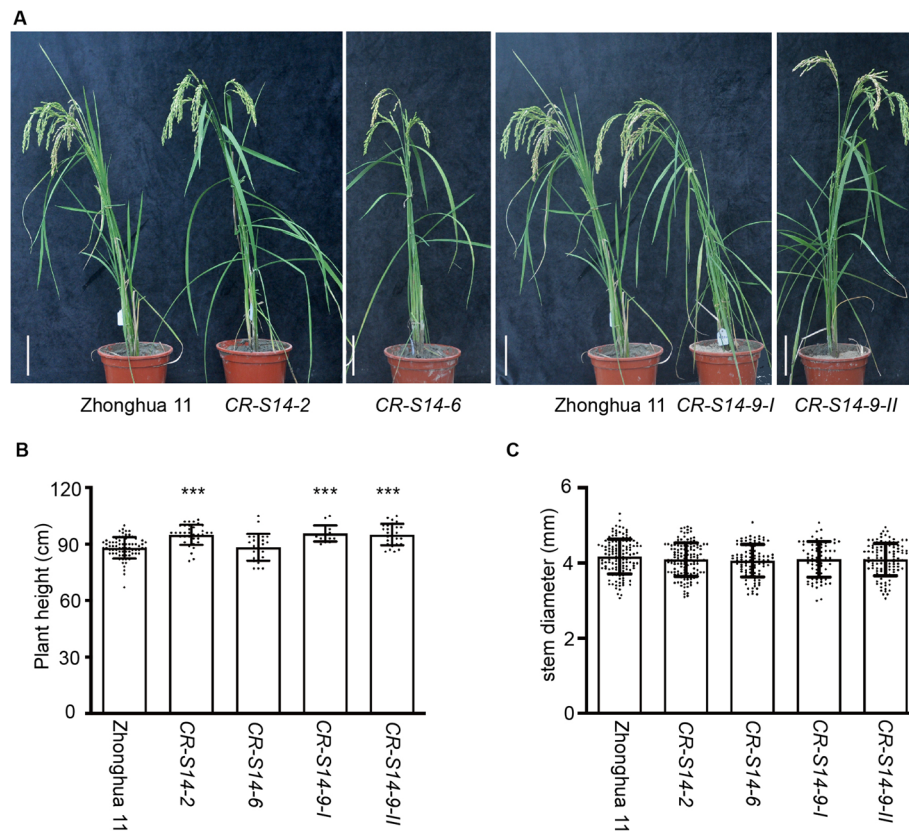 A
Zhonghua 11 CR-S14-2 CR-S14-6 Zhonghua 11 CR-S14-9-I CR-S14-9-II
B
Plant height (cm)
120
90
60
30
0
*** *** ***
Zhonghua 11
CR-S14-2
CR-S14-6
CR-S14-9-I
CR-S14-9-II
C
stem diameter (mm)
6
4
2
0
Zhonghua 11
CR-S14-2
CR-S14-6
CR-S14-9-I
CR-S14-9-II